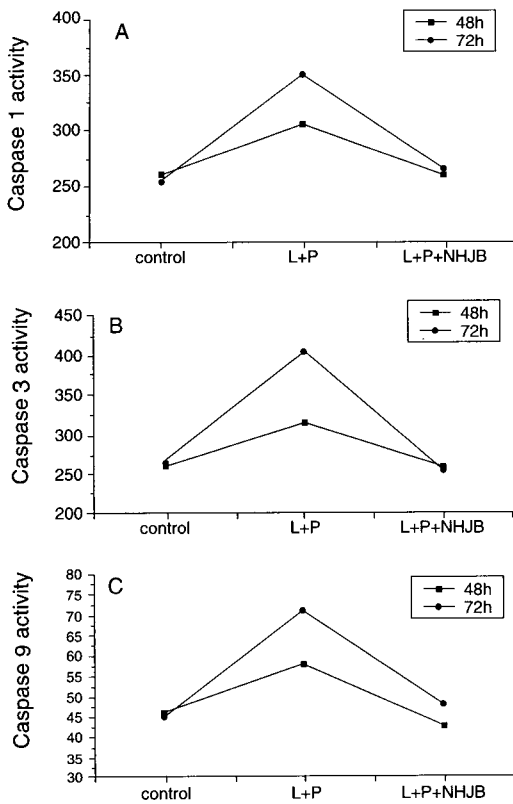 A
48h
72h
Caspase 1 activity
400
350
300
250
200
control
L+P
L+P+NHJB
B
48h
72h
Caspase 3 activity
450
400
350
300
250
200
control
L+P
L+P+NHJB
C
48h
72h
Caspase 9 activity
80
75
70
65
60
55
50
45
40
35
30
control
L+P
L+P+NHJB